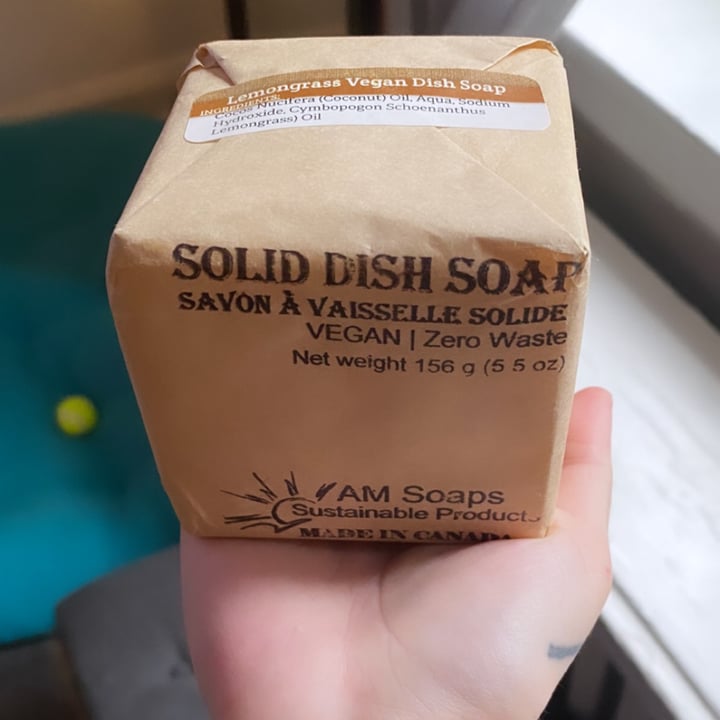 Lemongrass Vegan Dish Soap
INGREDIENTS:
Cocos Nucifera (Coconut) Oil, Aqua, Sodium
Hydroxide, Cymbopogon Schoenanthus
Lemongrass) Oil
SOLID DISH SOAP
SAVON À VAISSELLE SOLIDE
VEGAN | Zero Waste
Net weight 156 g (5 5 oz)
AM Soaps
Sustainable Products
MADE IN CANADA